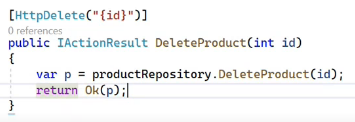 [HttpDelete("{id}")]
0 references
public IActionResult DeleteProduct(int id)
{
var p = productRepository.DeleteProduct(id);
return Ok(p);
}